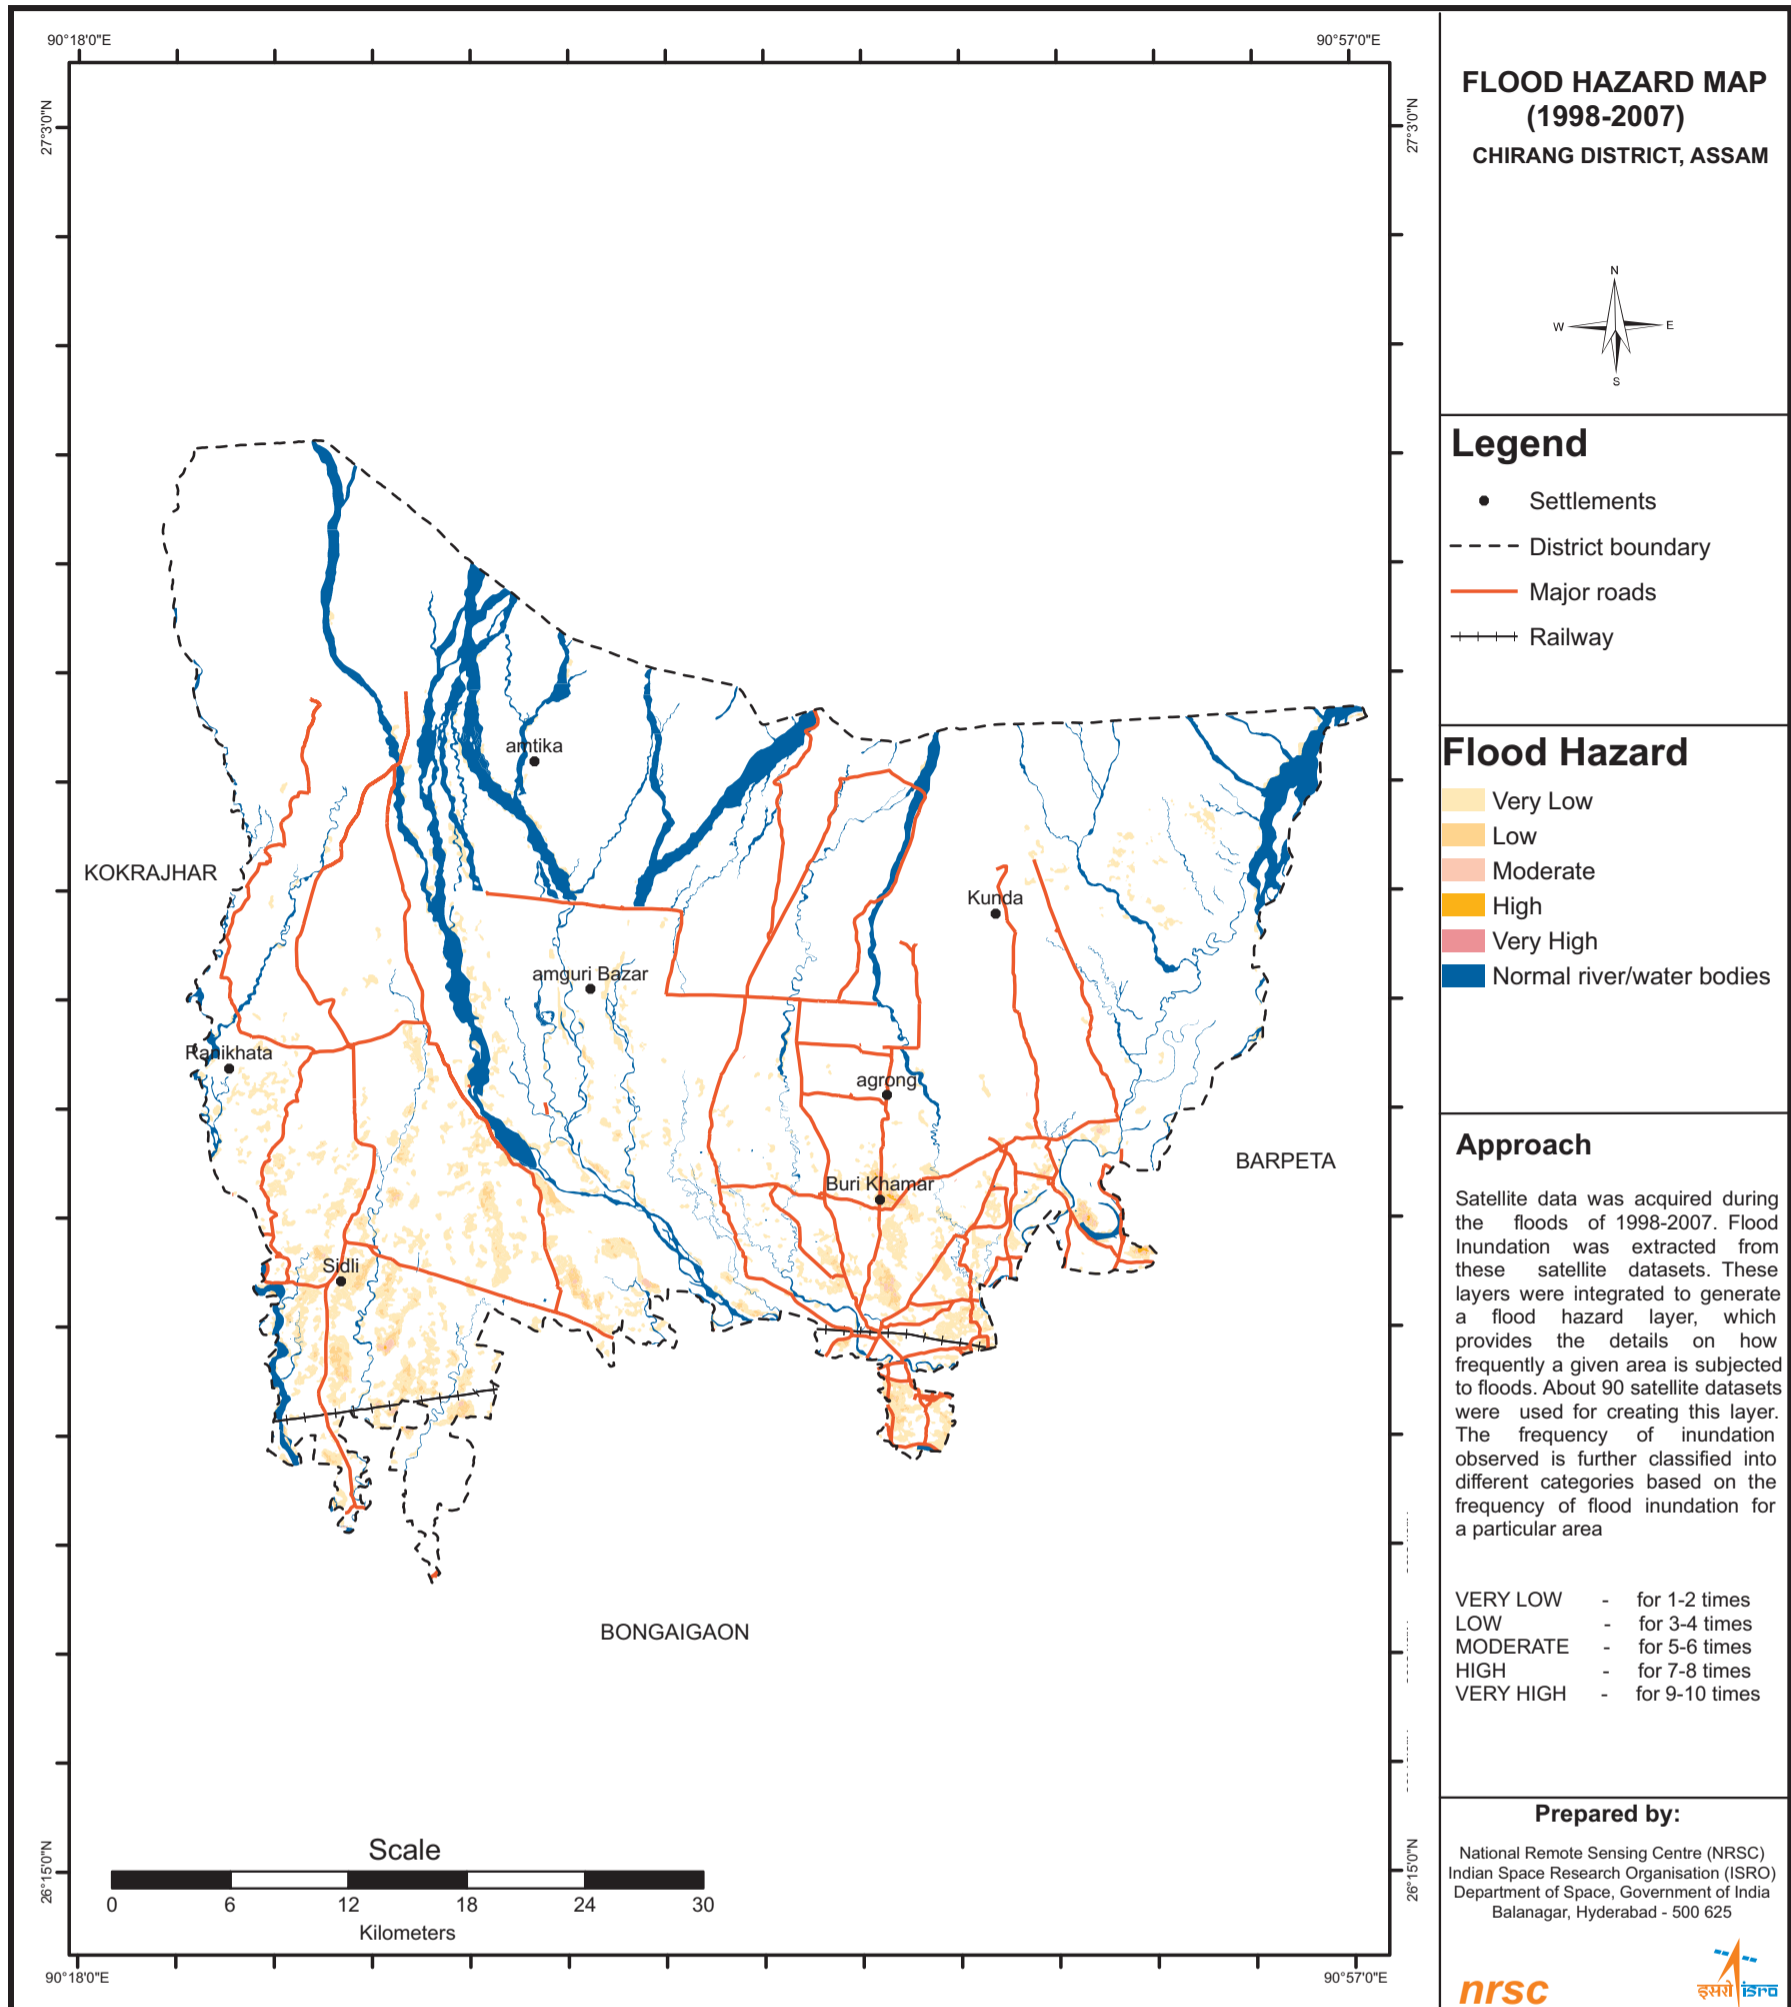 90°18'0"E
90°57'0"E
27°3'0"N
27°3'0"N
FLOOD HAZARD MAP
(1998-2007)
CHIRANG DISTRICT, ASSAM
N
W
E
S
Legend
Settlements
District boundary
Major roads
Railway
Flood Hazard
Very Low
Low
Moderate
High
Very High
Normal river/water bodies
amtika
KOKRAJHAR
Kunda
amguri Bazar
Ranikhata
agrong
BARPETA
Buri Khamar
Sidli
BONGAIGAON
Approach
Satellite data was acquired during
the floods of 1998-2007. Flood
Inundation was extracted from
these satellite datasets. These
layers were integrated to generate
a flood hazard layer, which
provides the details on how
frequently a given area is subjected
to floods. About 90 satellite datasets
were used for creating this layer.
The frequency of inundation
observed is further classified into
different categories based on the
frequency of flood inundation for
a particular area
VERY LOW - for 1-2 times
LOW - for 3-4 times
MODERATE - for 5-6 times
HIGH - for 7-8 times
VERY HIGH - for 9-10 times
Scale
0 6 12 18 24 30
Kilometers
26°15'0"N
26°15'0"N
90°18'0"E
90°57'0"E
Prepared by:
National Remote Sensing Centre (NRSC)
Indian Space Research Organisation (ISRO)
Department of Space, Government of India
Balanagar, Hyderabad - 500 625
nrsc
इसरो isro